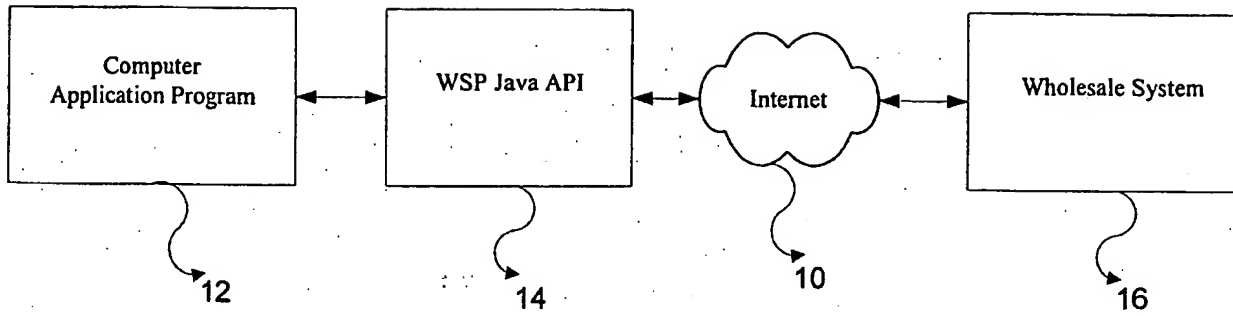 Computer
Application Program
WSP Java API
Internet
Wholesale System
12
14
10
16